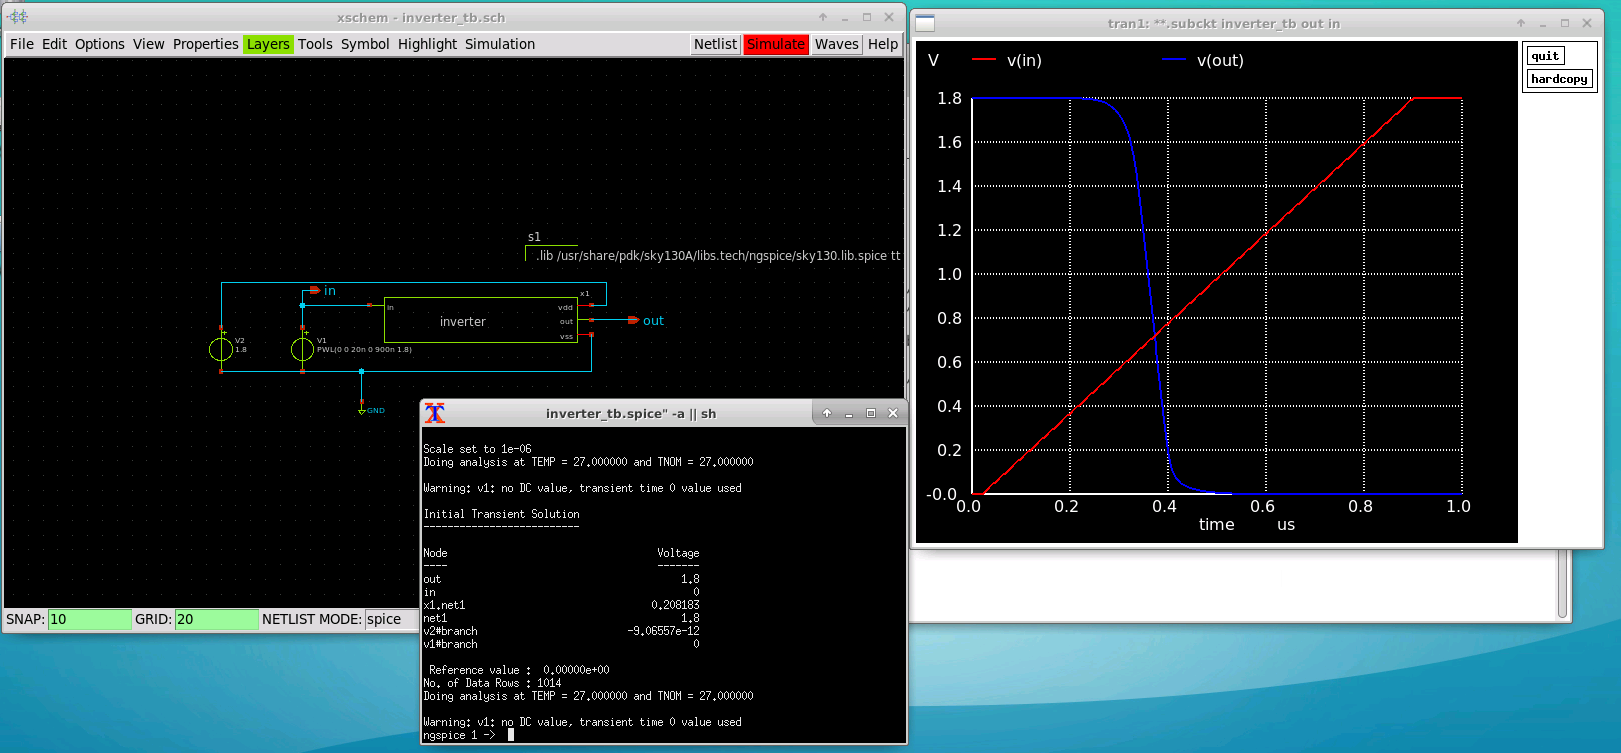 xschem - inverter_tb.sch
File Edit Options View Properties Layers Tools Symbol Highlight Simulation Netlist Simulate Waves Help
s1
.lib /usr/share/pdk/sky130A/libs.tech/ngspice/sky130.lib.spice tt
in
x1
in
vdd
inverter
out
out
vss
V2
1.8
V1
PWL(0 0 20n 0 900n 1.8)
GND
SNAP: 10 GRID: 20 NETLIST MODE: spice
inverter_tb.spice" -a || sh
Scale set to 1e-06
Doing analysis at TEMP = 27.000000 and TNOM = 27.000000
Warning: v1: no DC value, transient time 0 value used
Initial Transient Solution
--------------------------
Node Voltage
---- -------
out 1.8
in 0
x1.net1 0.208183
net1 1.8
v2#branch -9.06557e-12
v1#branch 0
Reference value : 0.00000e+00
No. of Data Rows : 1014
Doing analysis at TEMP = 27.000000 and TNOM = 27.000000
Warning: v1: no DC value, transient time 0 value used
ngspice 1 ->
tran1: **.subckt inverter_tb out in
quit
hardcopy
V v(in) v(out)
1.8
1.6
1.4
1.2
1.0
0.8
0.6
0.4
0.2
-0.0
0.0 0.2 0.4 0.6 0.8 1.0
time us